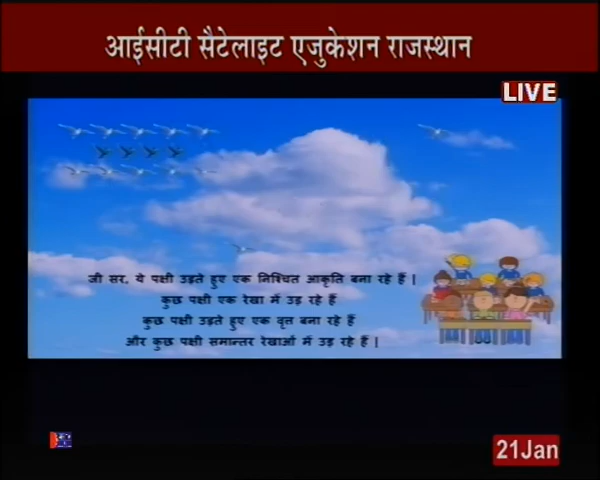 आईसीटी सैटेलाइट एजुकेशन राजस्थान
LIVE
जी सर, ये पक्षी उड़ते हुए एक निश्चित आकृति बना रहे हैं |
कुछ पक्षी एक रेखा में उड़ रहे हैं
कुछ पक्षी उड़ते हुए एक वृत्त बना रहे हैं
और कुछ पक्षी समान्तर रेखाओं में उड़ रहे हैं |
21Jan